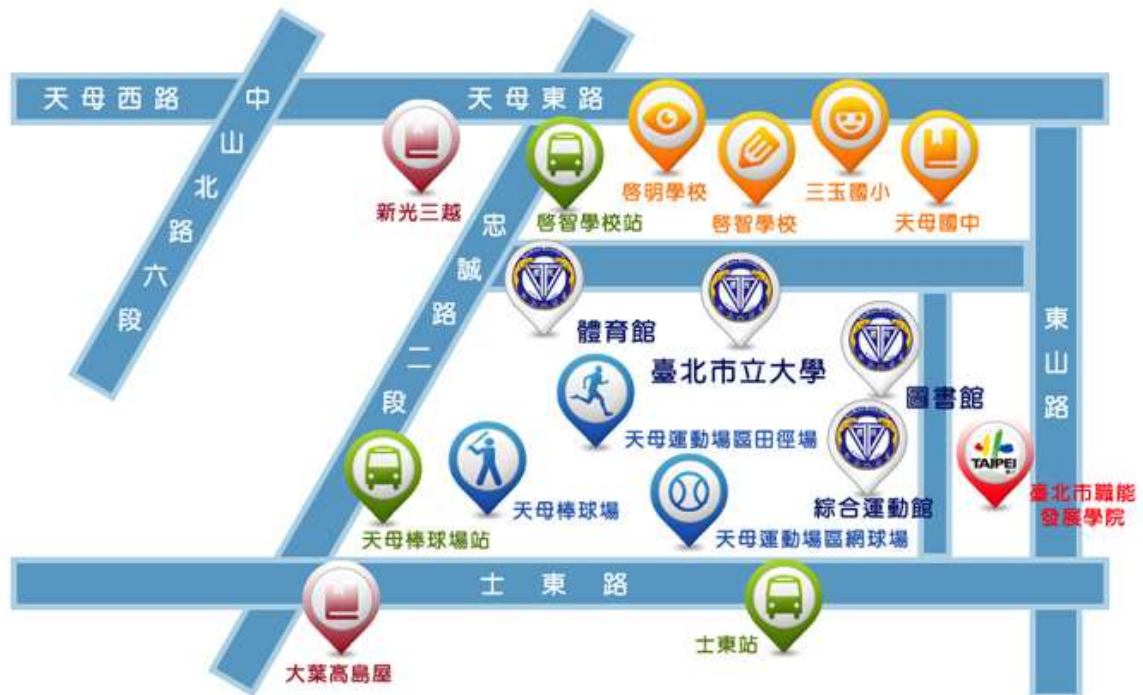 天母西路
中山北路六段
天母東路
新光三越
啓智學校站
啓明學校
啓智學校
三玉國小
天母國中
忠誠路二段
體育館
臺北市立大學
圖書館
東山路
天母運動場區田徑場
TAIPEI
天母棒球場
綜合運動館
臺北市職能
發展學院
天母棒球場站
天母運動場區網球場
士東路
士東站
大葉高島屋